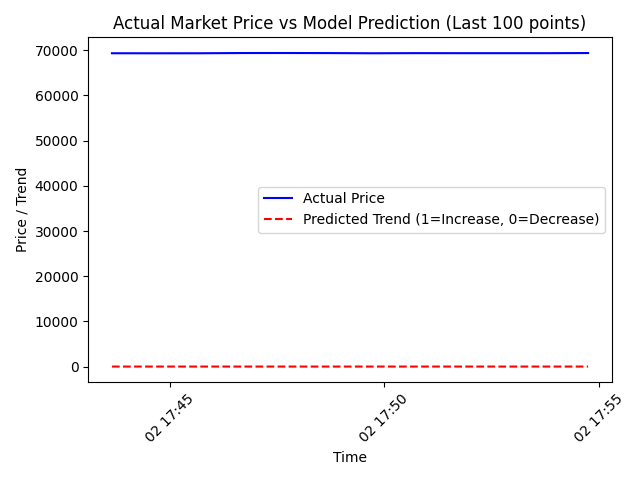 Actual Market Price vs Model Prediction (Last 100 points)
70000
60000
50000
40000
30000
20000
10000
0
Price / Trend
Actual Price
Predicted Trend (1=Increase, 0=Decrease)
02 17:45
02 17:50
02 17:55
Time